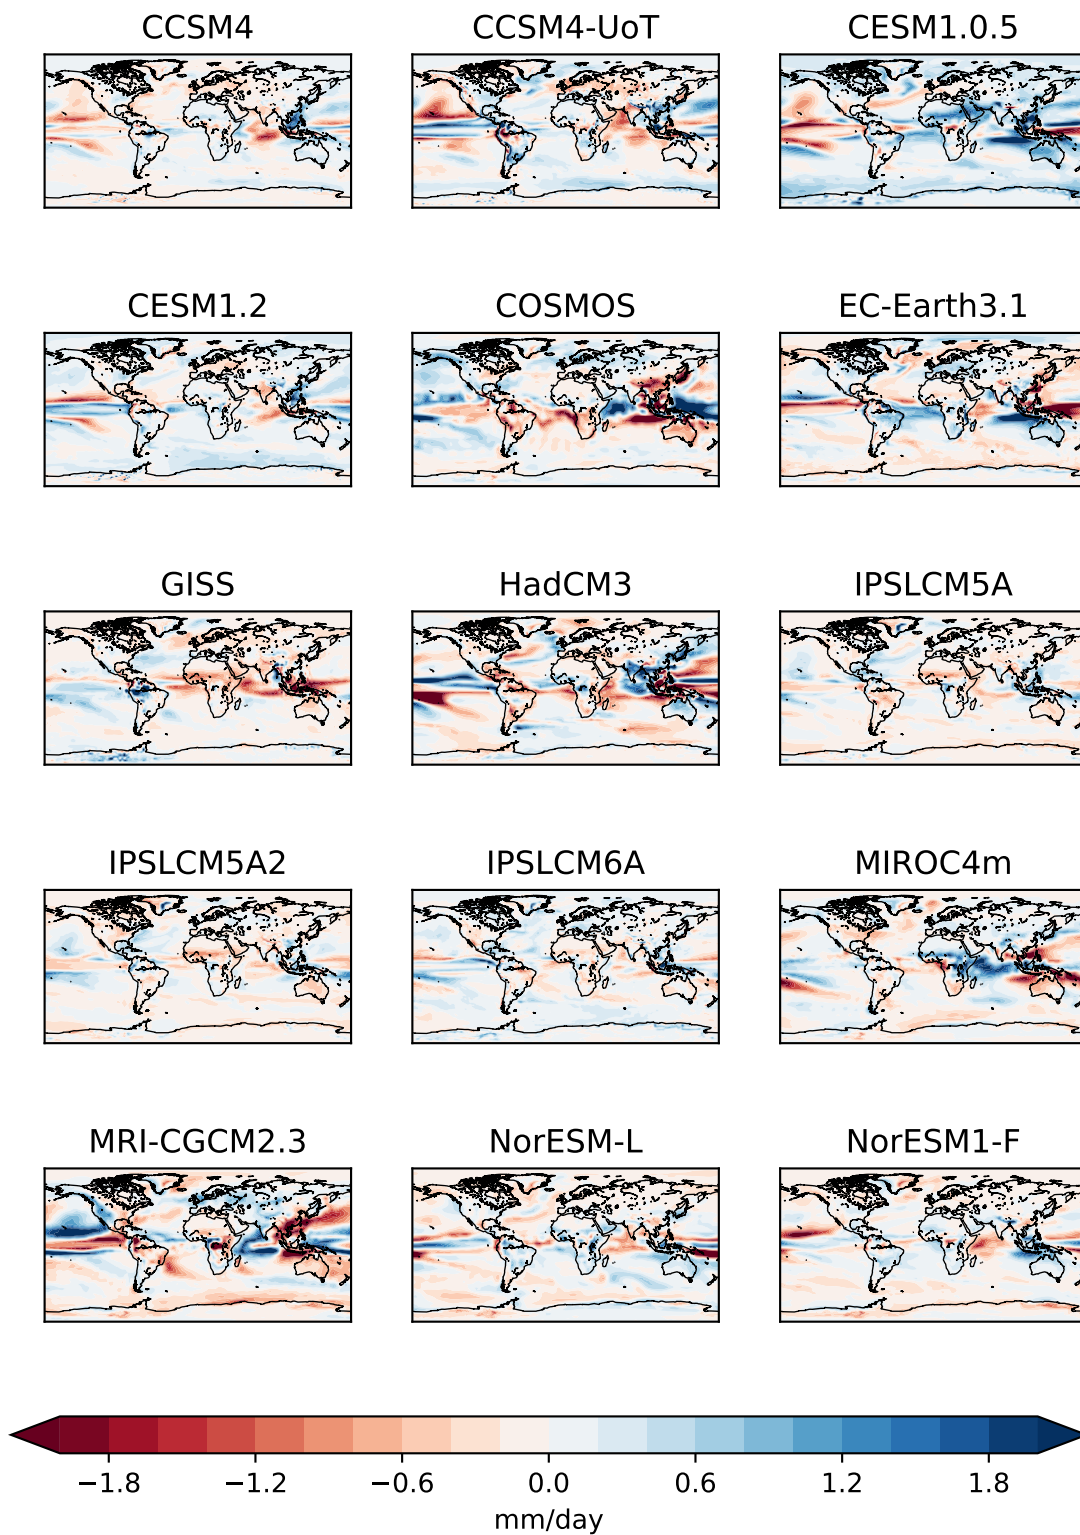 CCSM4 CCSM4-UoT CESM1.0.5
CESM1.2 COSMOS EC-Earth3.1
GISS HadCM3 IPSLCM5A
IPSLCM5A2 IPSLCM6A MIROC4m
MRI-CGCM2.3 NorESM-L NorESM1-F
−1.8 −1.2 −0.6 0.0 0.6 1.2 1.8
mm/day